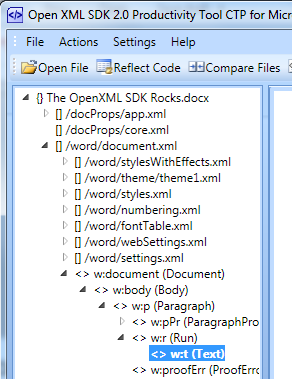 Open XML SDK 2.0 Productivity Tool CTP for Micr
File Actions Settings Help
Open File Reflect Code Compare Files
{} The OpenXML SDK Rocks.docx
[] /docProps/app.xml
[] /docProps/core.xml
[] /word/document.xml
[] /word/stylesWithEffects.xml
[] /word/theme/theme1.xml
[] /word/styles.xml
[] /word/numbering.xml
[] /word/fontTable.xml
[] /word/webSettings.xml
[] /word/settings.xml
<> w:document (Document)
<> w:body (Body)
<> w:p (Paragraph)
<> w:pPr (ParagraphPro
<> w:r (Run)
<> w:t (Text)
<> w:proofErr (ProofErro